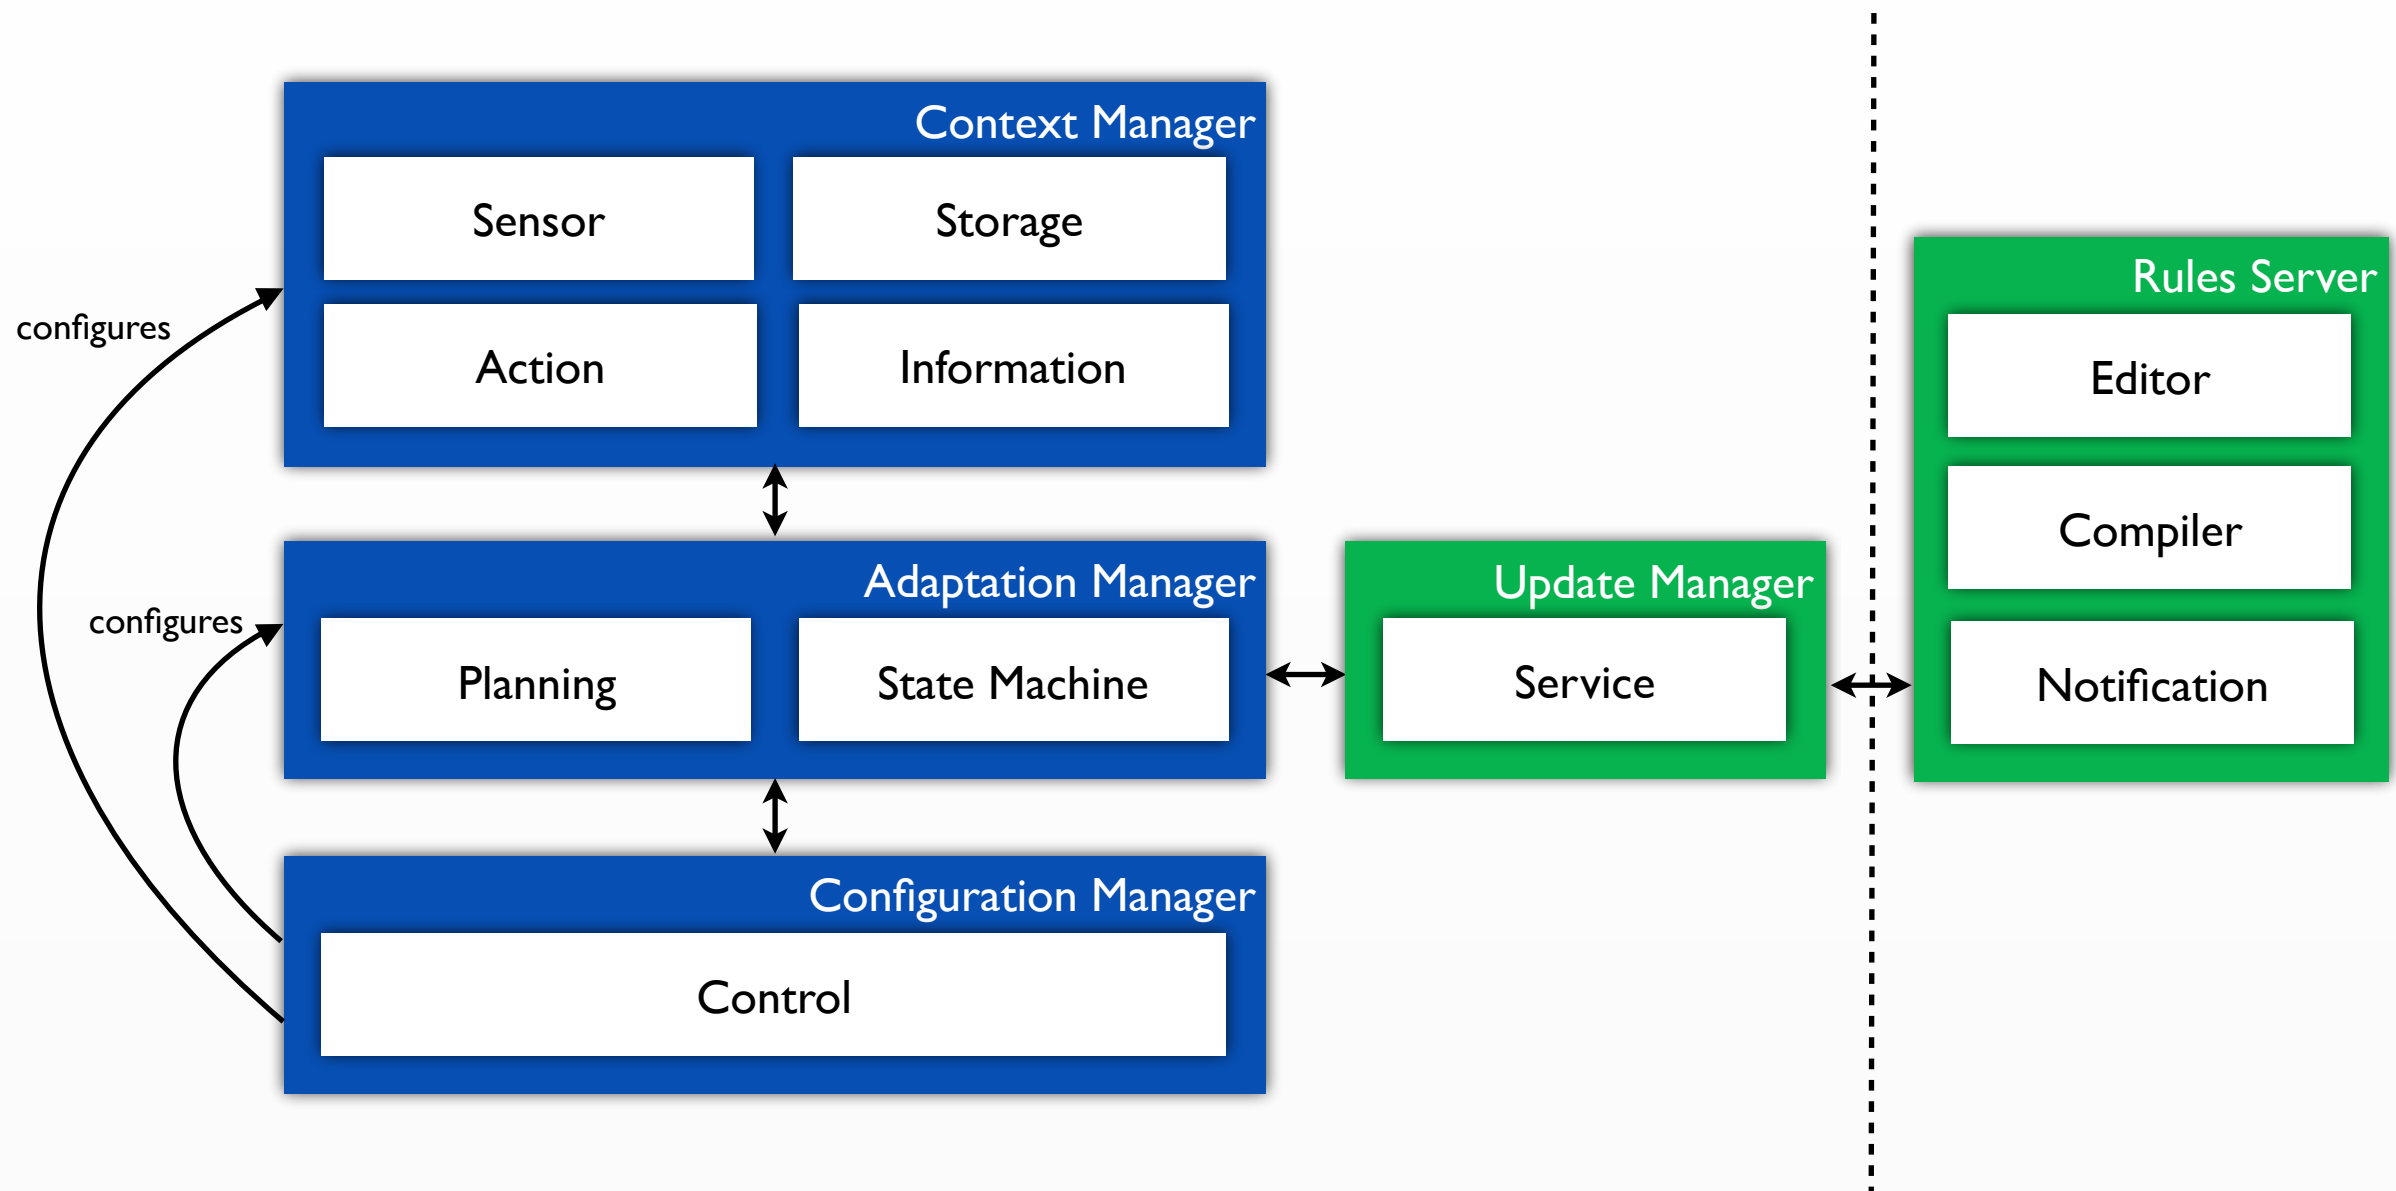 Context Manager
Sensor
Storage
Action
Information
configures
Adaptation Manager
configures
Planning
State Machine
Update Manager
Service
Configuration Manager
Control
Rules Server
Editor
Compiler
Notification